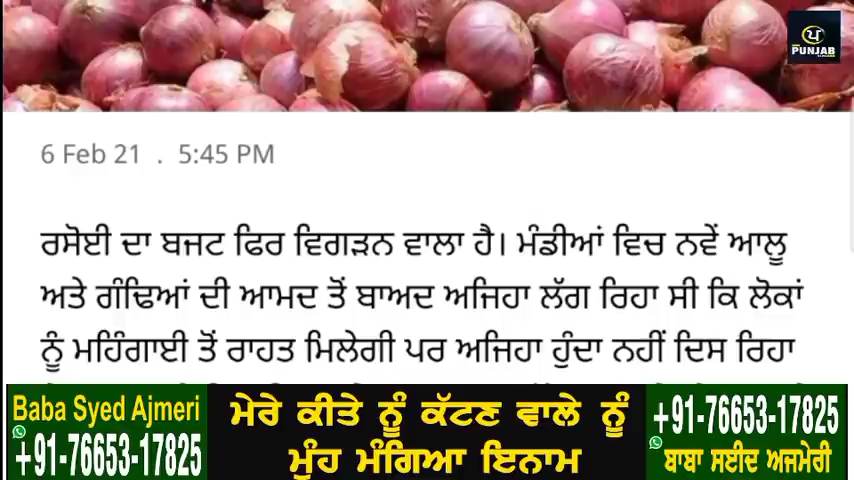 ਪ
PUNJAB
6 Feb 21 . 5:45 PM
ਰਸੋਈ ਦਾ ਬਜਟ ਫਿਰ ਵਿਗੜਨ ਵਾਲਾ ਹੈ। ਮੰਡੀਆਂ ਵਿਚ ਨਵੇਂ ਆਲੂ
ਅਤੇ ਗੰਢਿਆਂ ਦੀ ਆਮਦ ਤੋਂ ਬਾਅਦ ਅਜਿਹਾ ਲੱਗ ਰਿਹਾ ਸੀ ਕਿ ਲੋਕਾਂ
ਨੂੰ ਮਹਿੰਗਾਈ ਤੋਂ ਰਾਹਤ ਮਿਲੇਗੀ ਪਰ ਅਜਿਹਾ ਹੁੰਦਾ ਨਹੀਂ ਦਿਸ ਰਿਹਾ
Baba Syed Ajmeri
+91-76653-17825
ਮੇਰੇ ਕੀਤੇ ਨੂੰ ਕੱਟਣ ਵਾਲੇ ਨੂੰ
ਮੂੰਹ ਮੰਗਿਆ ਇਨਾਮ
+91-76653-17825
ਬਾਬਾ ਸਈਦ ਅਜਮੇਰੀ